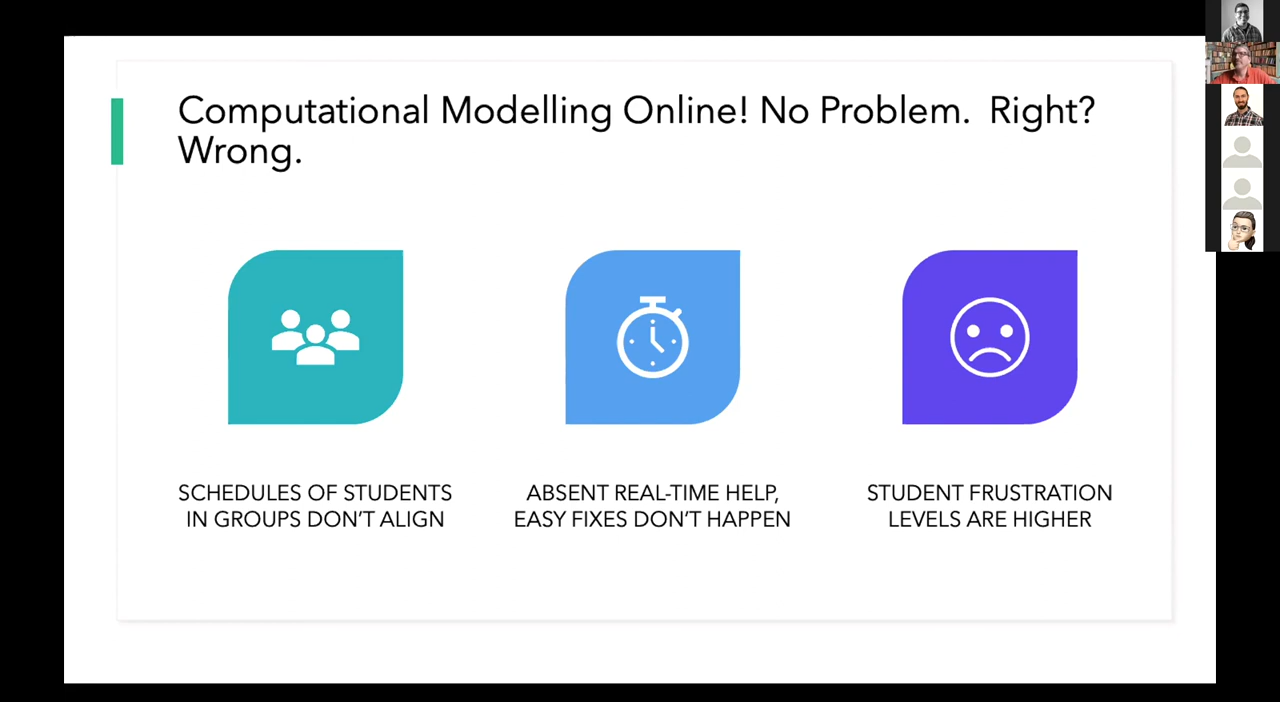 Computational Modelling Online! No Problem.  Right?
Wrong.
SCHEDULES OF STUDENTS
IN GROUPS DON'T ALIGN
ABSENT REAL-TIME HELP,
EASY FIXES DON'T HAPPEN
STUDENT FRUSTRATION
LEVELS ARE HIGHER